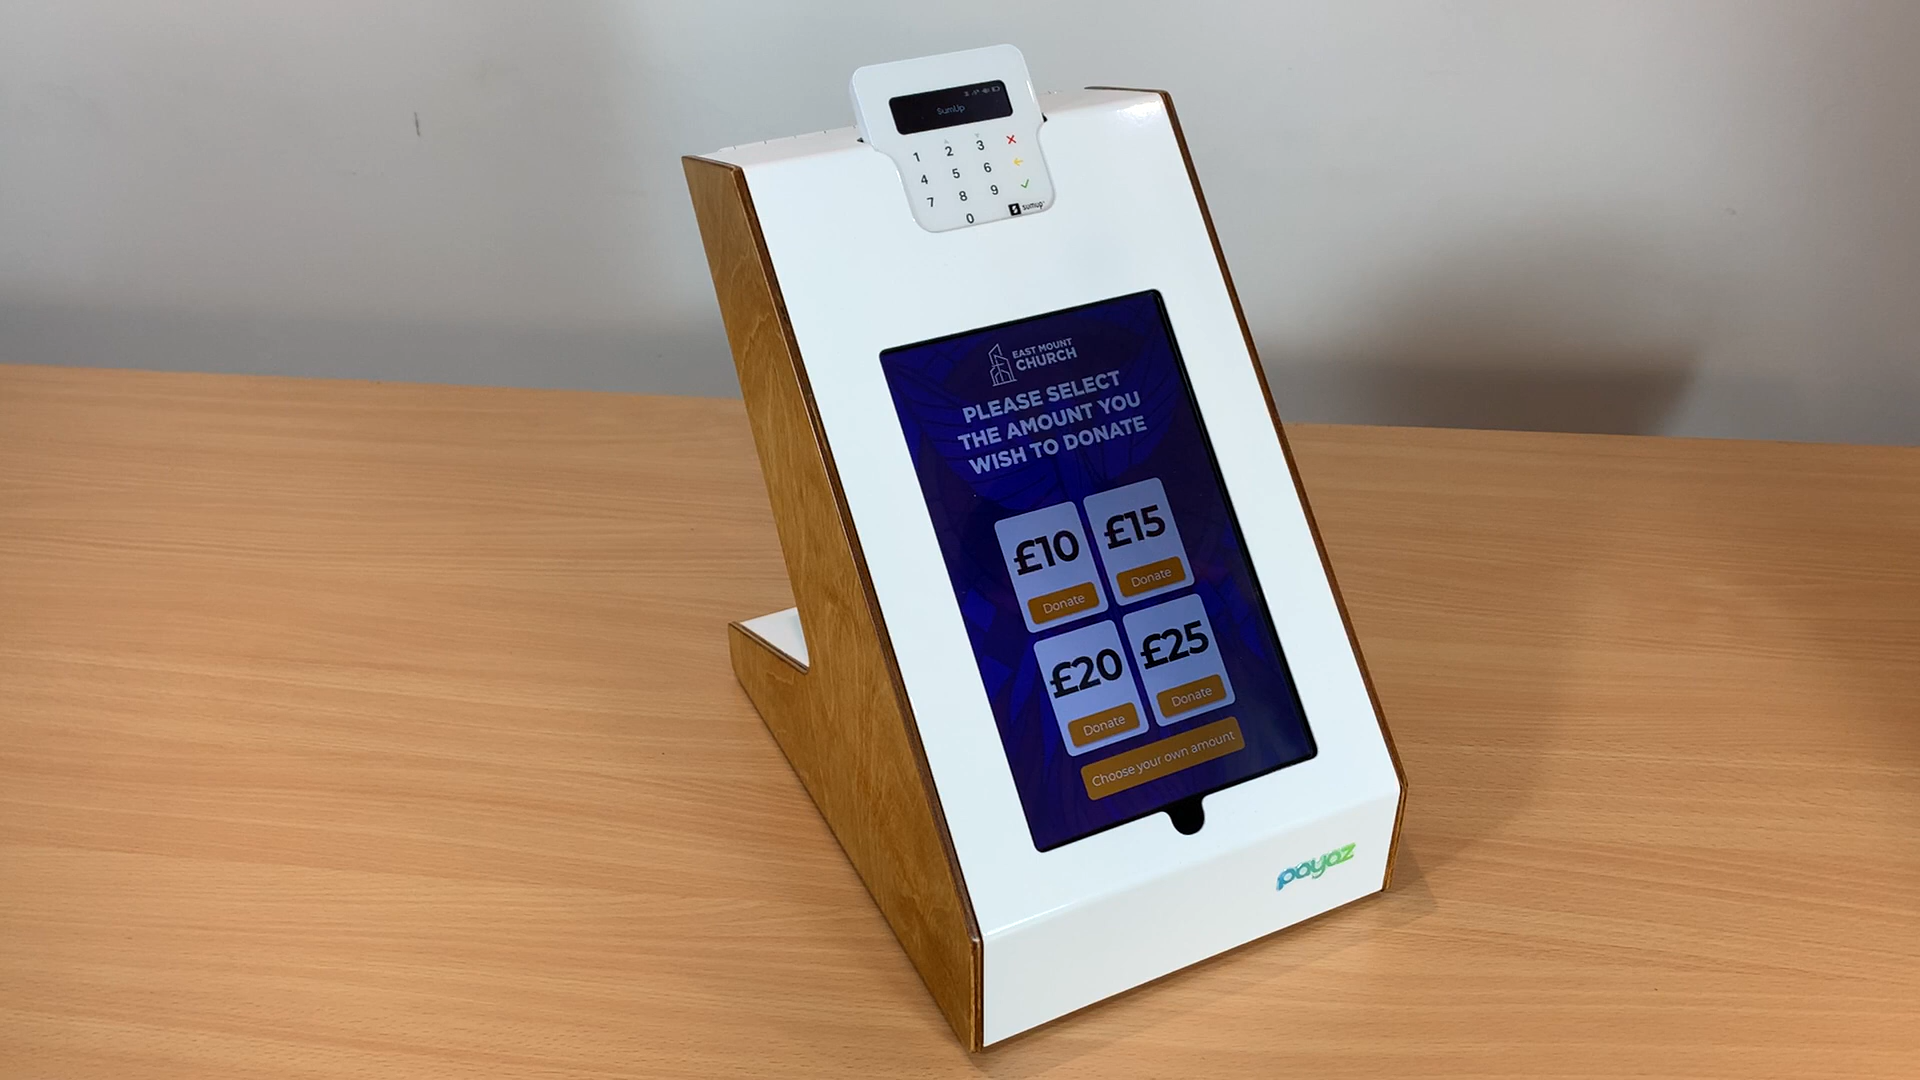 SumUp
1 2 3
4 5 6
7 8 9
0
sumup
EAST MOUNT
CHURCH
PLEASE SELECT
THE AMOUNT YOU
WISH TO DONATE
£10
Donate
£15
Donate
£20
Donate
£25
Donate
Choose your own amount
payaz